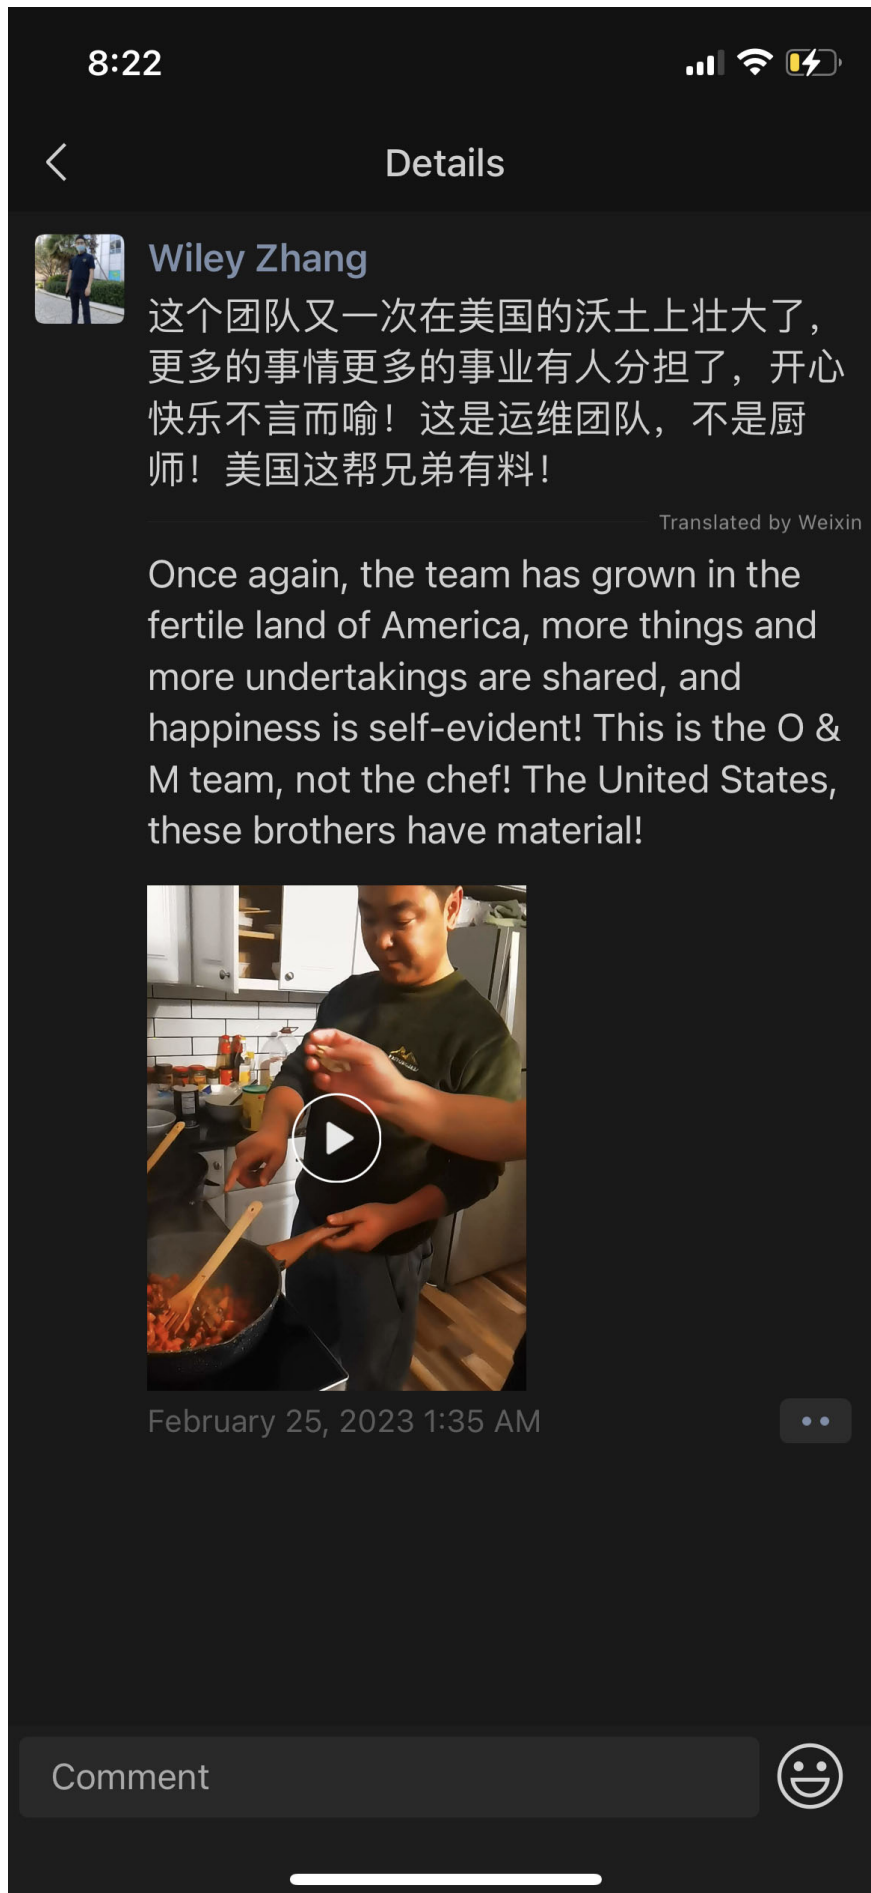 8:22
Details
Wiley Zhang
这个团队又一次在美国的沃土上壮大了，
更多的事情更多的事业有人分担了，开心
快乐不言而喻！这是运维团队，不是厨
师！美国这帮兄弟有料！
Translated by Weixin
Once again, the team has grown in the
fertile land of America, more things and
more undertakings are shared, and
happiness is self-evident! This is the O &
M team, not the chef! The United States,
these brothers have material!
February 25, 2023 1:35 AM
Comment